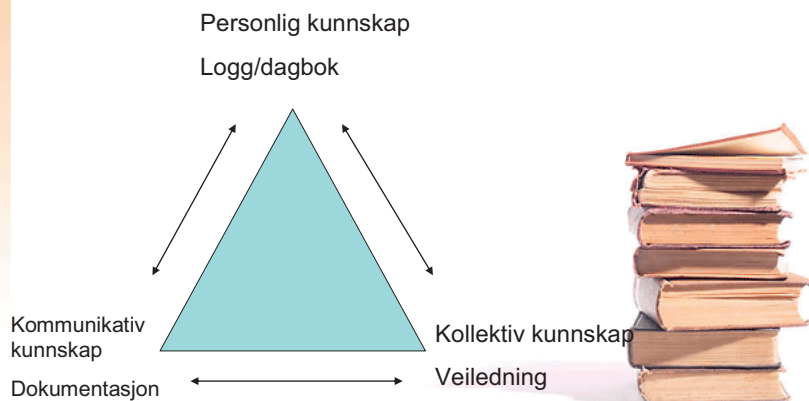 Personlig kunnskap
Logg/dagbok
Kommunikativ
kunnskap
Dokumentasjon
Kollektiv kunnskap
Veiledning